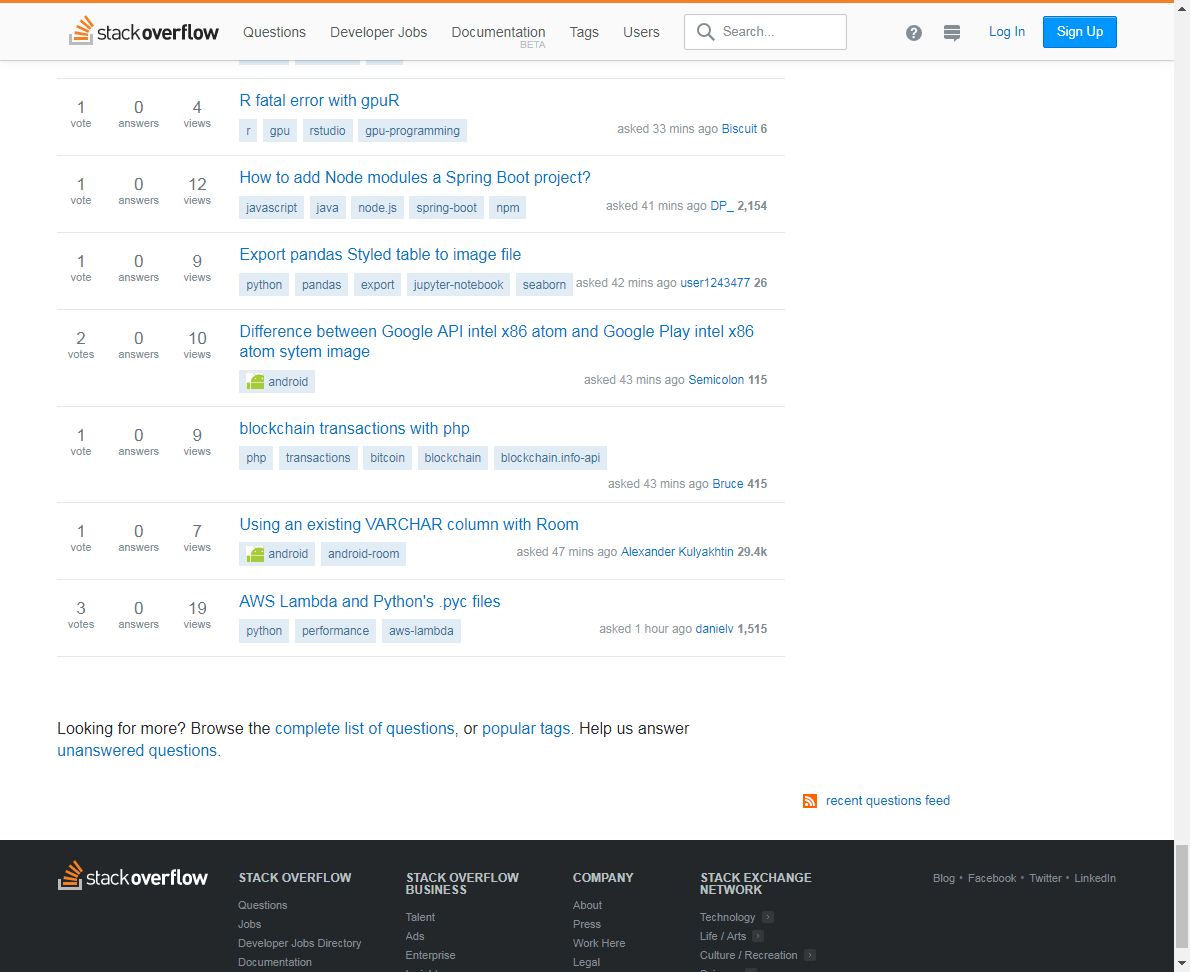 stack overflow Questions Developer Jobs Documentation Tags Users Search... ? Log In Sign Up
BETA
R fatal error with gpuR
1 0 4
vote answers views
r gpu rstudio gpu-programming
asked 33 mins ago Biscuit 6
How to add Node modules a Spring Boot project?
1 0 12
vote answers views
javascript java node.js spring-boot npm
asked 41 mins ago DP_ 2,154
Export pandas Styled table to image file
1 0 9
vote answers views
python pandas export jupyter-notebook seaborn
asked 42 mins ago user1243477 26
Difference between Google API intel x86 atom and Google Play intel x86
atom sytem image
2 0 10
votes answers views
android
asked 43 mins ago Semicolon 115
blockchain transactions with php
1 0 9
vote answers views
php transactions bitcoin blockchain blockchain.info-api
asked 43 mins ago Bruce 415
Using an existing VARCHAR column with Room
1 0 7
vote answers views
android android-room
asked 47 mins ago Alexander Kulyakhtin 29.4k
AWS Lambda and Python's .pyc files
3 0 19
votes answers views
python performance aws-lambda
asked 1 hour ago danielv 1,515
Looking for more? Browse the complete list of questions, or popular tags. Help us answer
unanswered questions.
recent questions feed
stack overflow
STACK OVERFLOW
Questions
Jobs
Developer Jobs Directory
Documentation
STACK OVERFLOW
BUSINESS
Talent
Ads
Enterprise
COMPANY
About
Press
Work Here
Legal
STACK EXCHANGE
NETWORK
Technology
Life / Arts
Culture / Recreation
Blog • Facebook • Twitter • LinkedIn